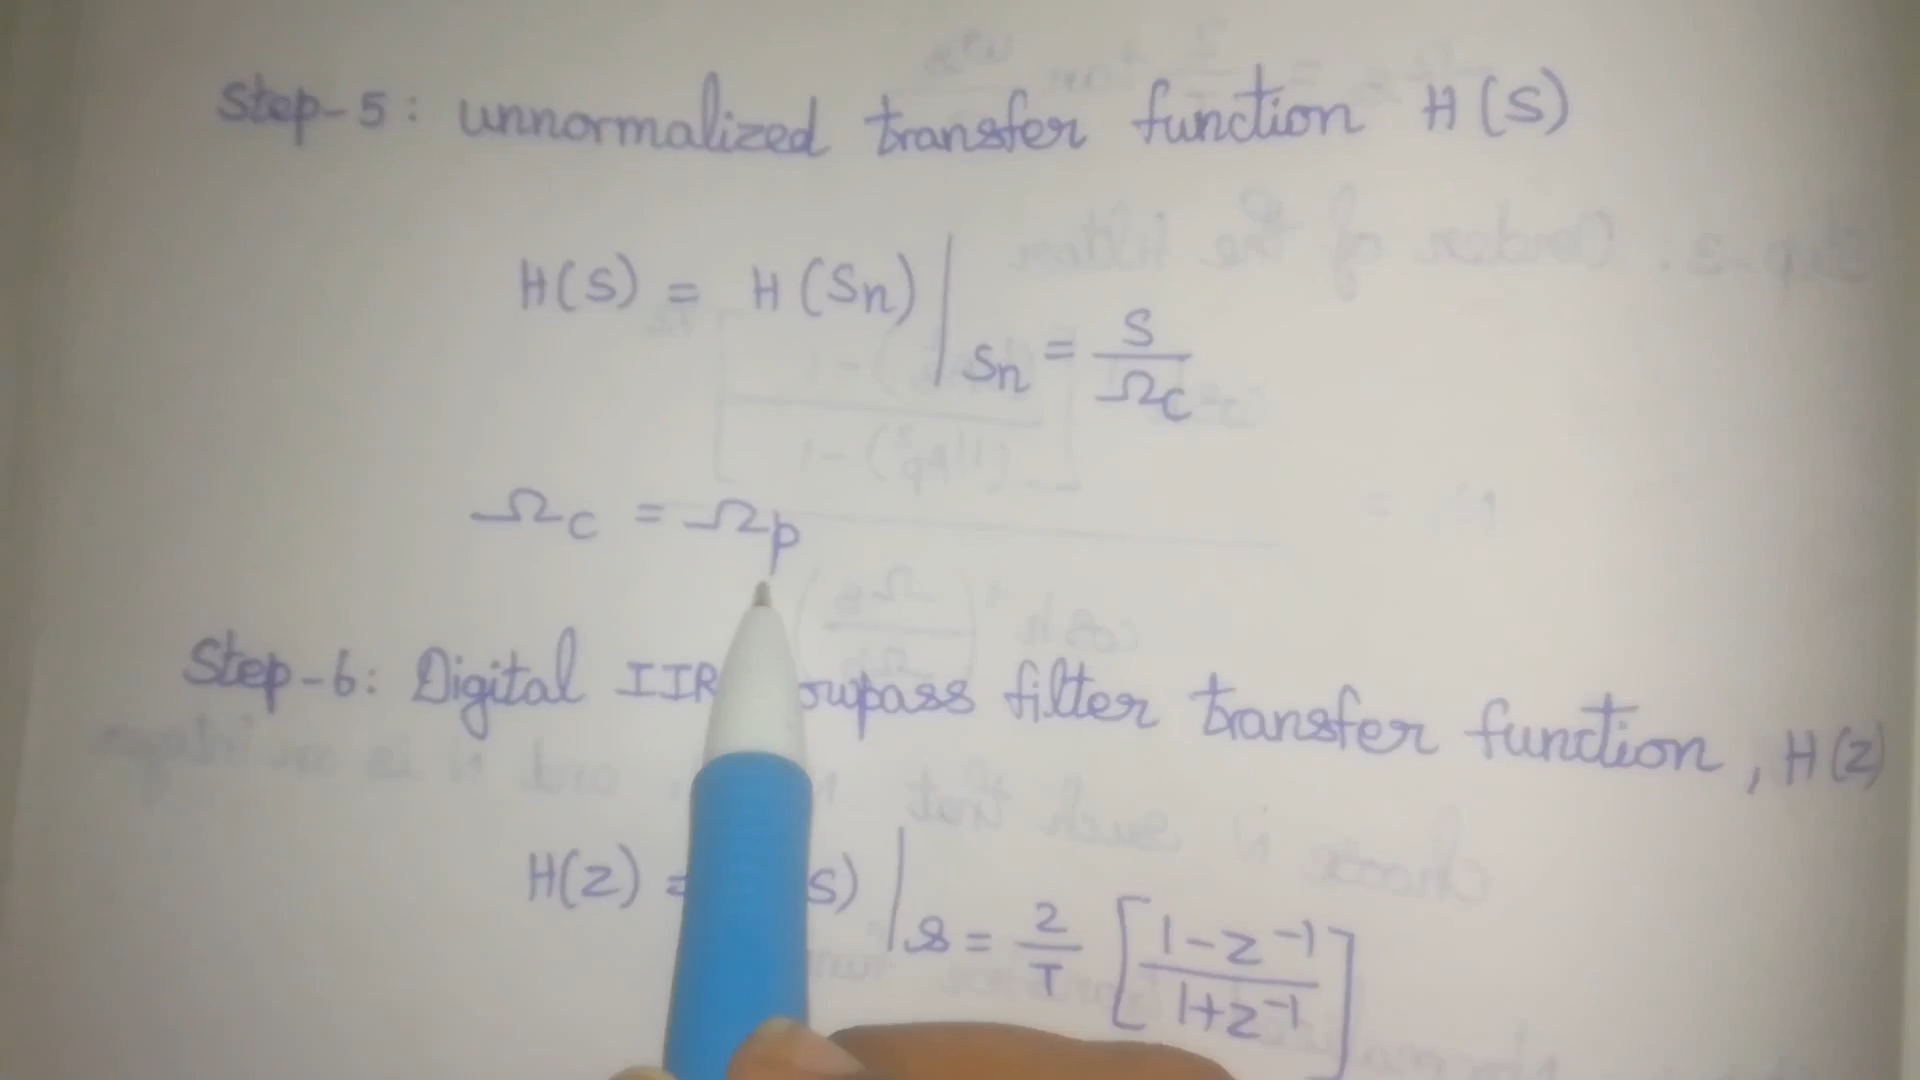 Step-5: unnormalized transfer function H(S)
H(S) = H(Sn) | Sn = S/Ωc
Ωc = Ωp
Step-6: Digital IIR filter transfer function, H(Z)
H(Z) = s) | s = 2/T [1-z⁻¹/1+z⁻¹]